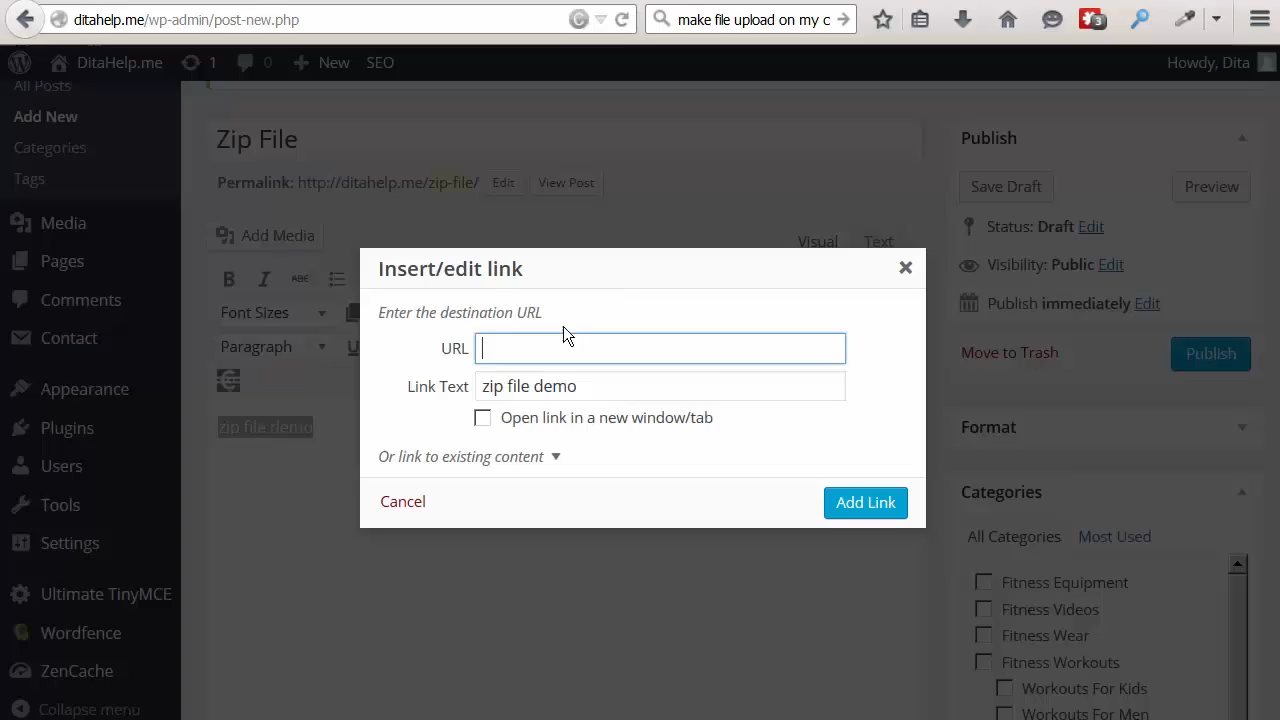 ditahelp.me/wp-admin/post-new.php
make file upload on my c
3
DitaHelp.me
1
0
New
SEO
Howdy, Dita
All Posts
Add New
Categories
Tags
Media
Pages
Comments
Contact
Appearance
Plugins
Users
Tools
Settings
Ultimate TinyMCE
Wordfence
ZenCache
Collapse menu
Zip File
Permalink: http://ditahelp.me/zip-file/ Edit View Post
Add Media
Visual Text
B I ABC
Font Sizes
Paragraph U
zip file demo
Insert/edit link
Enter the destination URL
URL
Link Text zip file demo
Open link in a new window/tab
Or link to existing content
Cancel
Add Link
Publish
Save Draft Preview
Status: Draft Edit
Visibility: Public Edit
Publish immediately Edit
Move to Trash Publish
Format
Categories
All Categories Most Used
Fitness Equipment
Fitness Videos
Fitness Wear
Fitness Workouts
Workouts For Kids
Workouts For Men